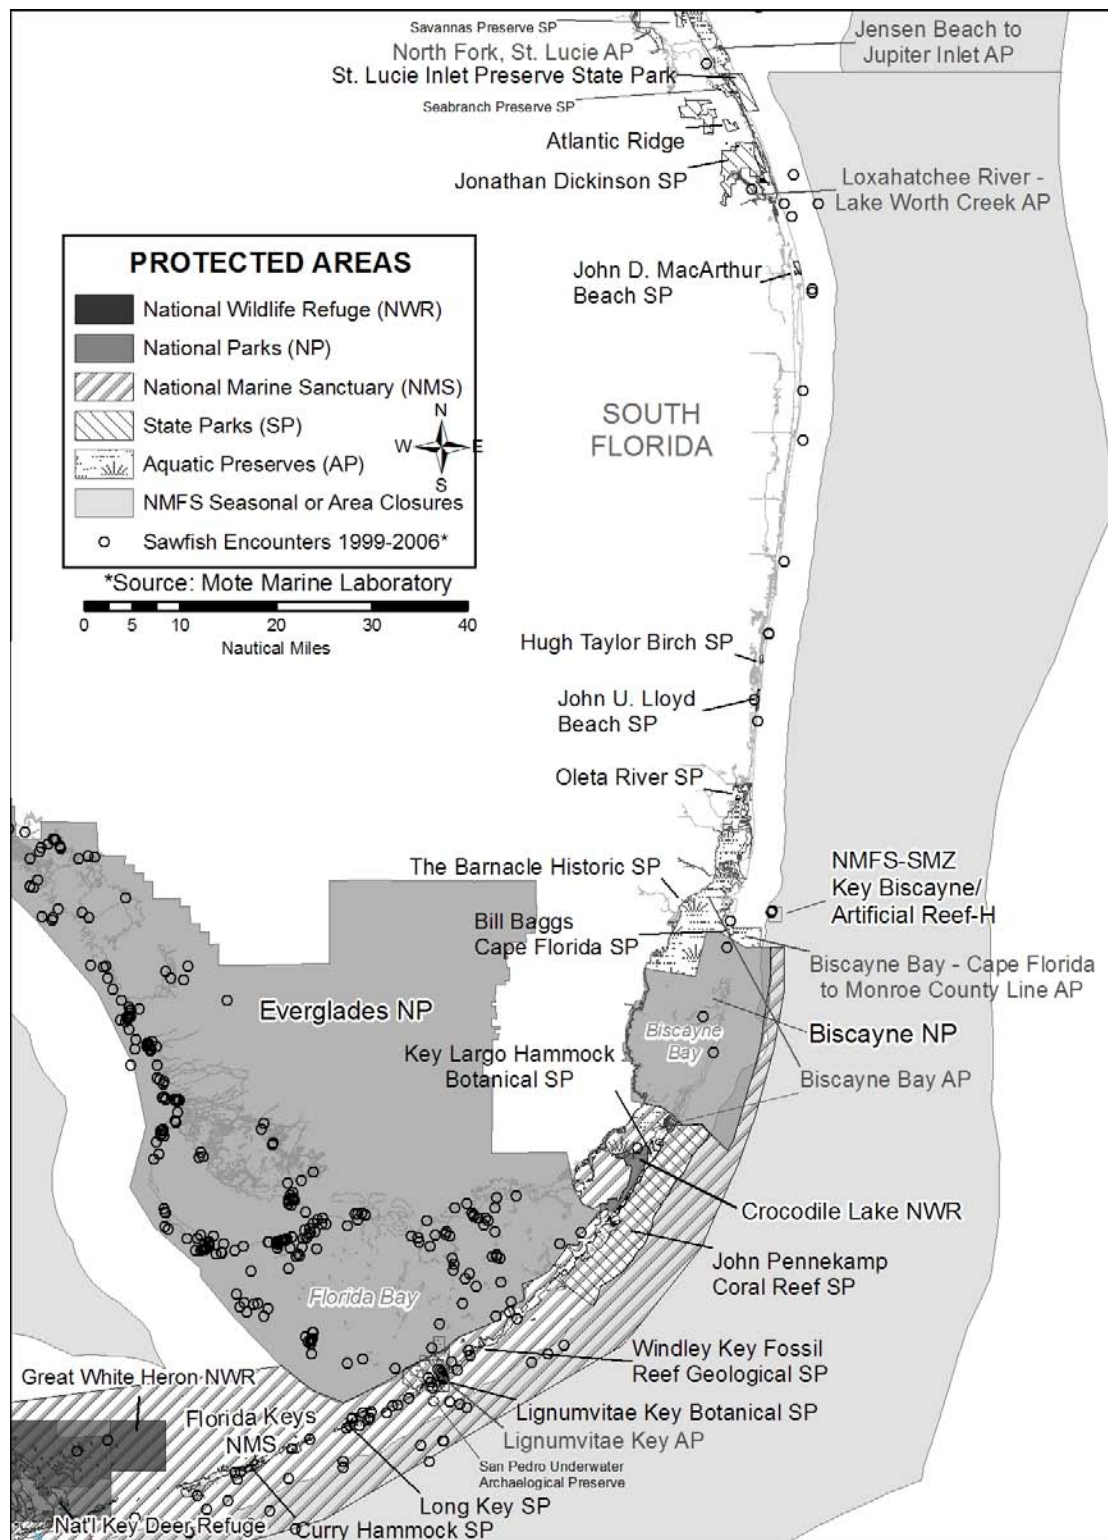 Savannas Preserve SP
North Fork, St. Lucie AP
St. Lucie Inlet Preserve State Park
Seabranch Preserve SP
Jensen Beach to
Jupiter Inlet AP
Atlantic Ridge
Jonathan Dickinson SP
Loxahatchee River -
Lake Worth Creek AP
John D. MacArthur
Beach SP
PROTECTED AREAS
National Wildlife Refuge (NWR)
National Parks (NP)
National Marine Sanctuary (NMS)
State Parks (SP)
Aquatic Preserves (AP)
NMFS Seasonal or Area Closures
Sawfish Encounters 1999-2006*
N
W E
S
*Source: Mote Marine Laboratory
0 5 10 20 30 40
Nautical Miles
SOUTH
FLORIDA
Hugh Taylor Birch SP
John U. Lloyd
Beach SP
Oleta River SP
The Barnacle Historic SP
NMFS-SMZ
Key Biscayne/
Artificial Reef-H
Bill Baggs
Cape Florida SP
Biscayne Bay - Cape Florida
to Monroe County Line AP
Everglades NP
Biscayne
Bay
Biscayne NP
Key Largo Hammock
Botanical SP
Biscayne Bay AP
Crocodile Lake NWR
John Pennekamp
Coral Reef SP
Florida Bay
Windley Key Fossil
Reef Geological SP
Great White Heron NWR
Florida Keys
NMS
Lignumvitae Key Botanical SP
Lignumvitae Key AP
San Pedro Underwater
Archaelogical Preserve
Long Key SP
Nat'l Key Deer Refuge
Curry Hammock SP